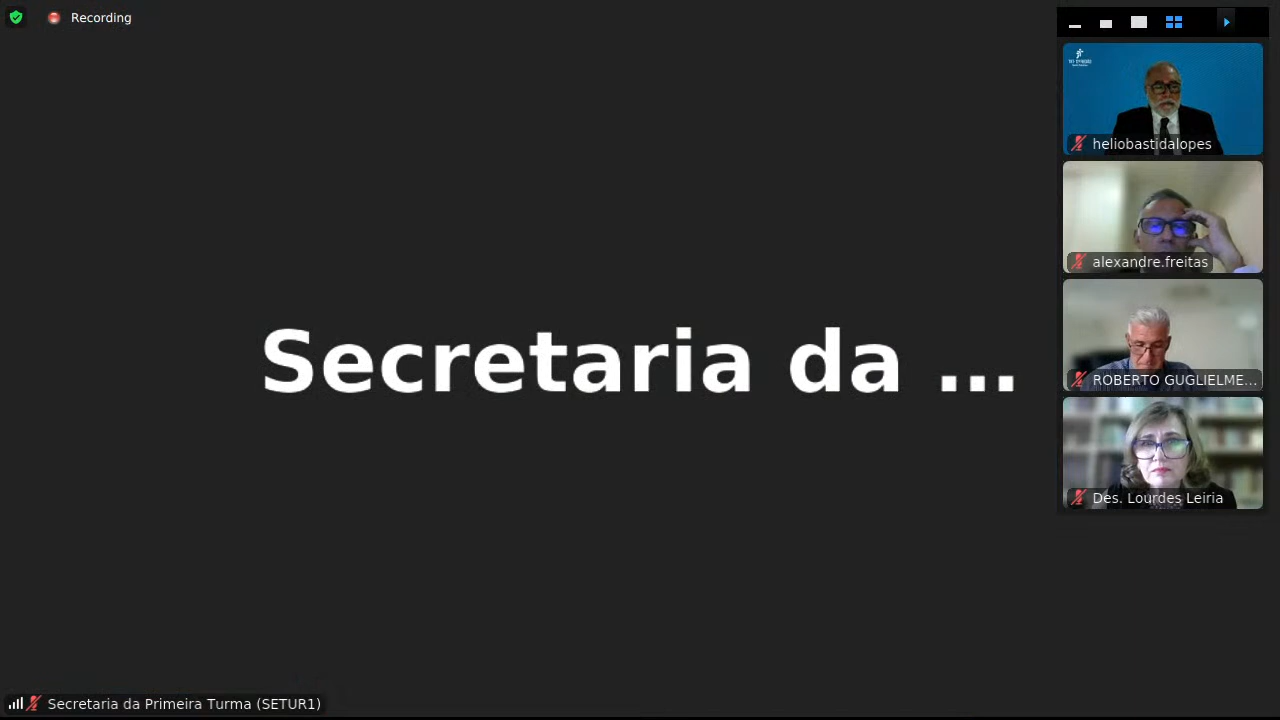 Recording
heliobastidalopes
alexandre.freitas
ROBERTO GUGLIELME...
Des. Lourdes Leiria
Secretaria da ...
Secretaria da Primeira Turma (SETUR1)